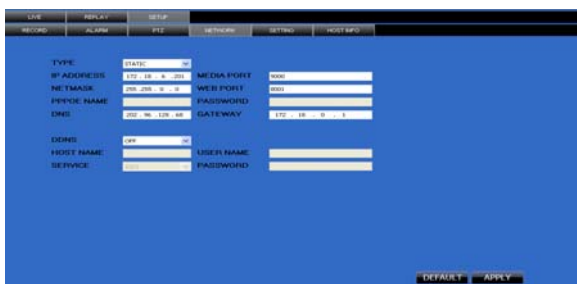 LIVE REPLAY SETUP
RECORD ALARM PTZ NETWORK SETTING HOST INFO
TYPE STATIC
IP ADDRESS 172 . 18 . 6 .201 MEDIA PORT 9000
NETMASK 255 .255 . 0 . 0 WEB PORT 8001
PPPOE NAME PASSWORD
DNS 202 . 96 .128 . 68 GATEWAY 172 . 18 . 0 . 1
DDNS OFF
HOST NAME USER NAME
SERVICE PASSWORD
DEFAULT APPLY